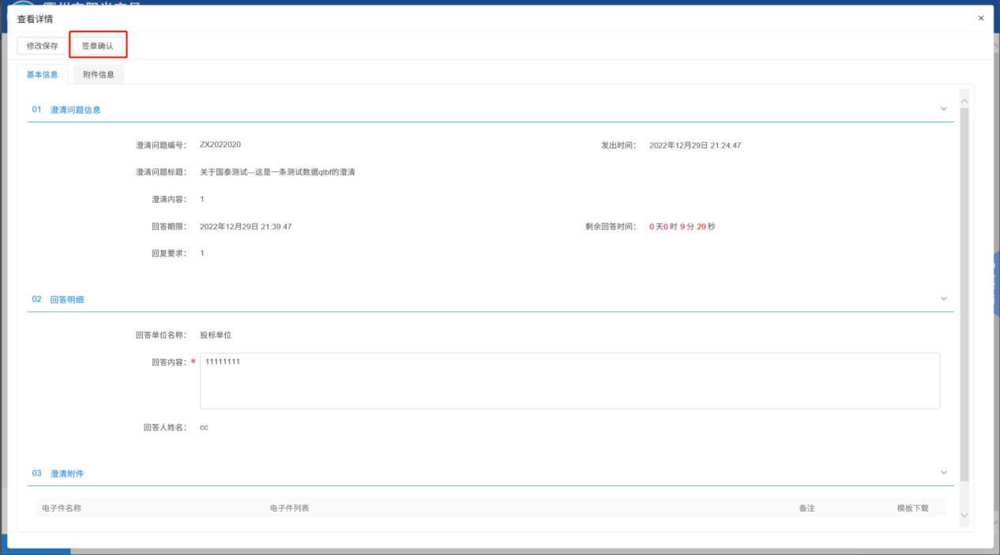 查看详情
×
修改保存 签章确认
基本信息 附件信息
01 澄清问题信息
澄清问题编号： ZX2022020 发出时间： 2022年12月29日 21:24:47
澄清问题标题： 关于国泰测试—这是一条测试数据qtbf的澄清
澄清内容： 1
回答期限： 2022年12月29日 21:39:47 剩余回答时间： 0 天0 时 9 分 29 秒
回复要求： 1
02 回答明细
回答单位名称： 投标单位
回答内容：* 11111111
回答人姓名： cc
03 澄清附件
电子件名称 电子件列表 备注 模板下载